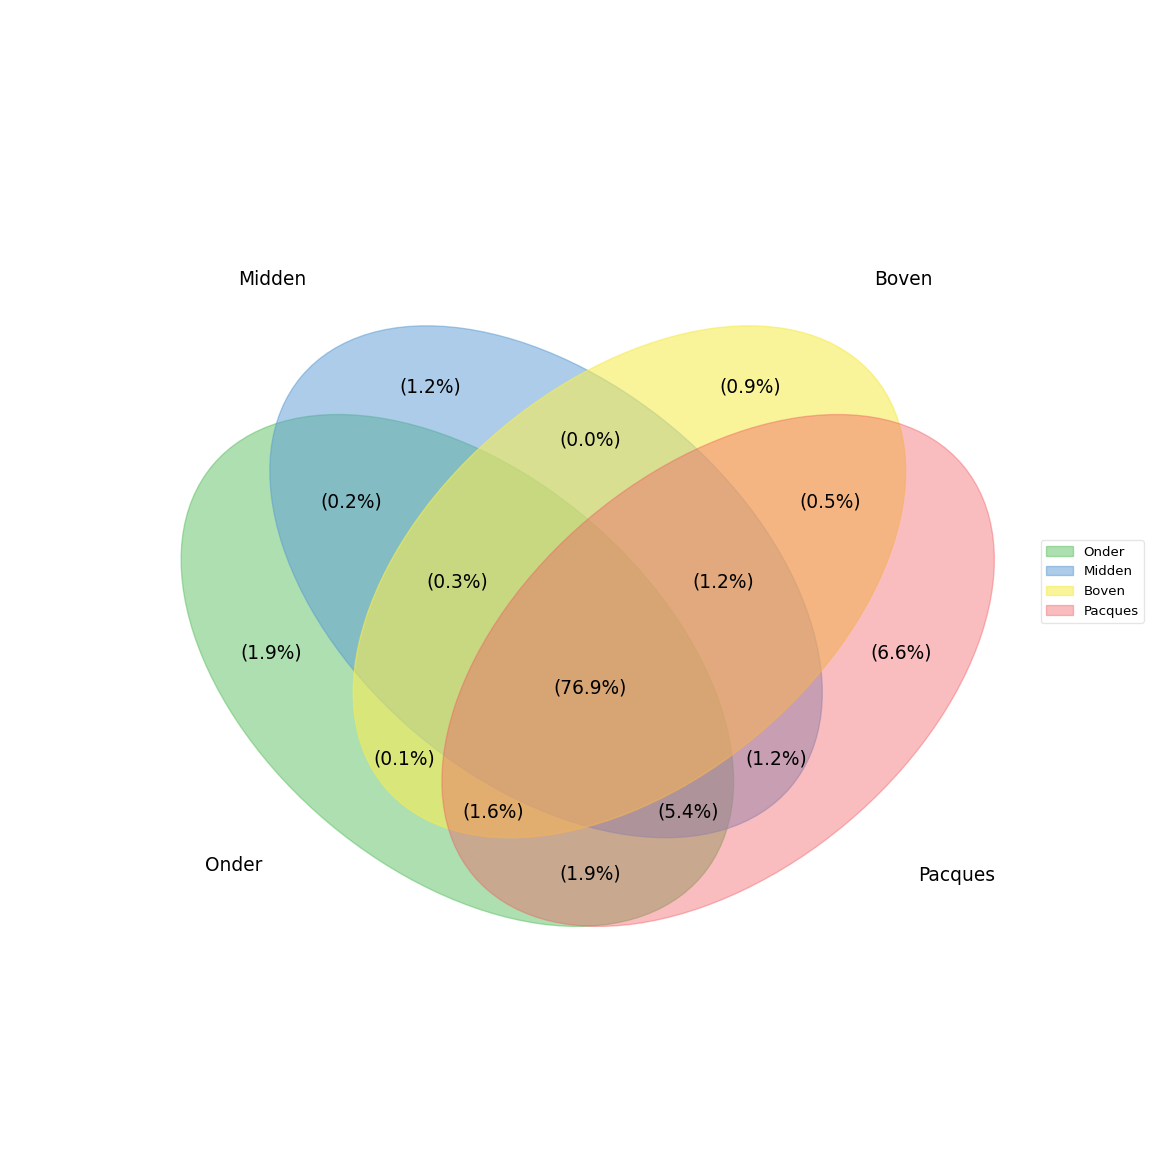 Midden
Boven
(1.2%)
(0.9%)
(0.0%)
(0.2%)
(0.5%)
(0.3%)
(1.2%)
(1.9%)
(6.6%)
(76.9%)
(0.1%)
(1.2%)
(1.6%)
(5.4%)
(1.9%)
Onder
Pacques
Onder
Midden
Boven
Pacques